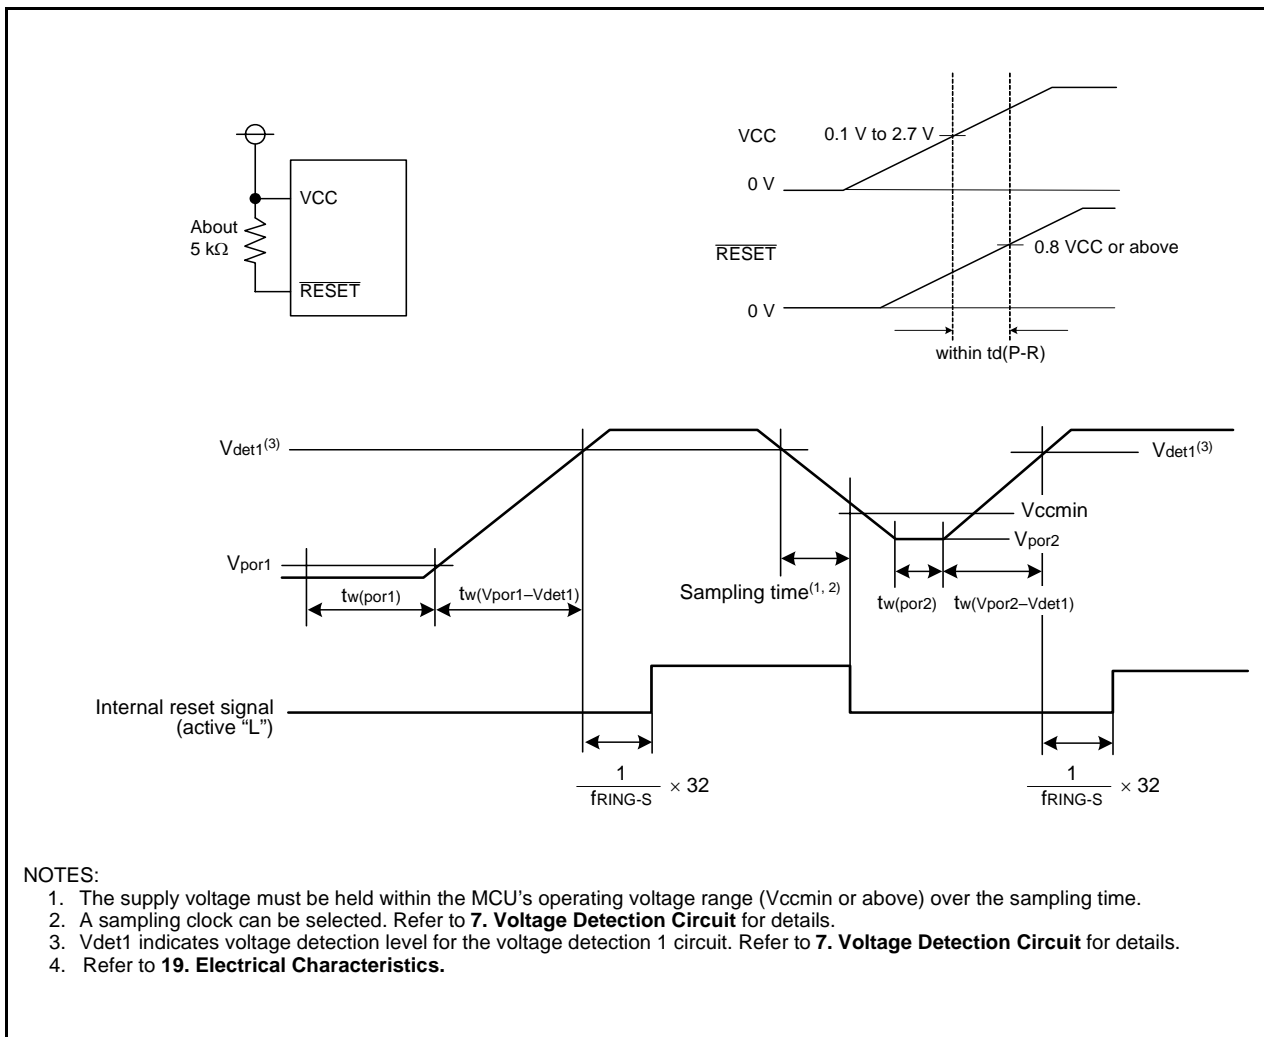 VCC
About
5 kΩ
RESET
VCC
0.1 V to 2.7 V
0 V
RESET
0.8 VCC or above
0 V
within td(P-R)
Vdet1(3)
Vdet1(3)
Vccmin
Vpor1
Vpor2
tw(por1)
tw(Vpor1–Vdet1)
Sampling time(1, 2)
tw(por2)
tw(Vpor2–Vdet1)
Internal reset signal
(active “L”)
1
fRING-S
× 32
1
fRING-S
× 32
NOTES:
1. The supply voltage must be held within the MCU’s operating voltage range (Vccmin or above) over the sampling time.
2. A sampling clock can be selected. Refer to 7. Voltage Detection Circuit for details.
3. Vdet1 indicates voltage detection level for the voltage detection 1 circuit. Refer to 7. Voltage Detection Circuit for details.
4. Refer to 19. Electrical Characteristics.